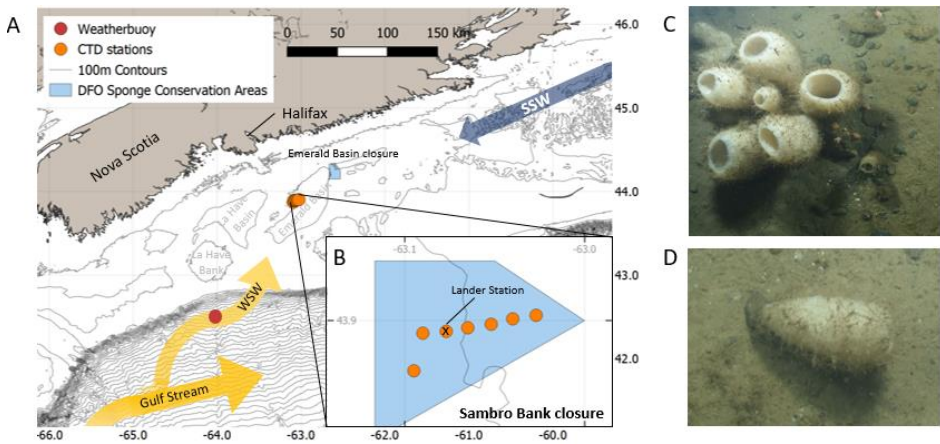 A
Weatherbuoy
CTD stations
100m Contours
DFO Sponge Conservation Areas
0 50 100 150 km
46.0
45.0
44.0
43.0
42.0
Halifax
Nova Scotia
SSW
Emerald Basin closure
La Have
Basin
Emerald Basin
La Have
Bank
WSW
Gulf Stream
-66.0 -65.0 -64.0 -63.0 -62.0 -61.0 -60.0
B
-63.1 -63.0
Lander Station
43.9
X
Sambro Bank closure
C
D